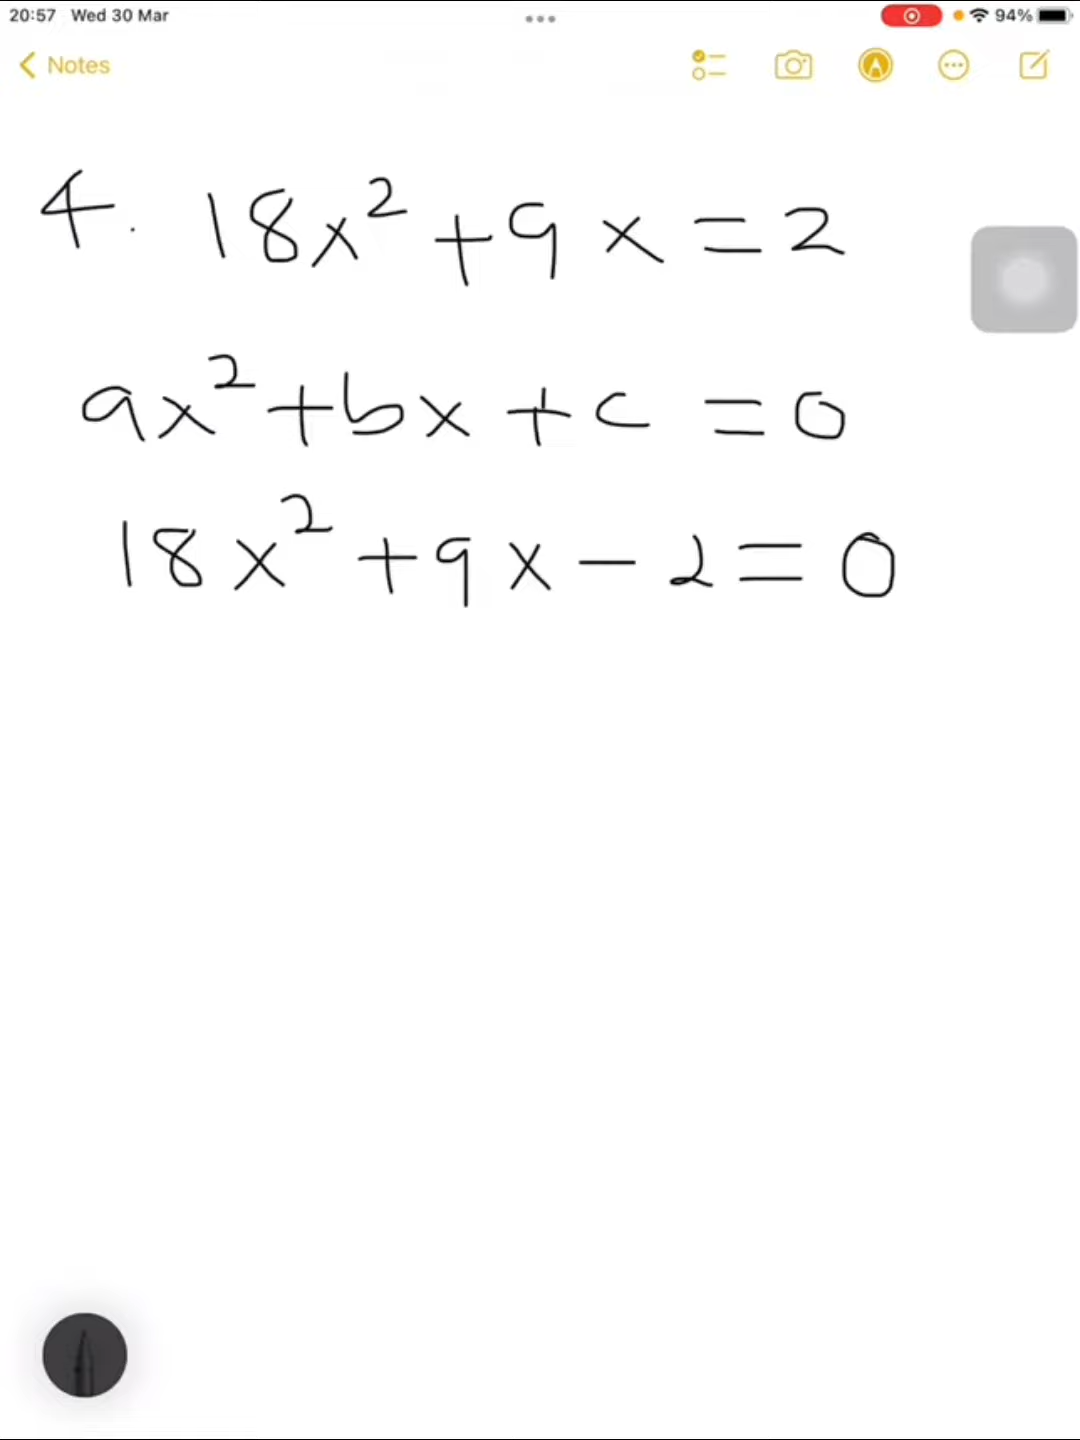 20:57 Wed 30 Mar
94%
Notes
4. 18x² + 9x = 2
ax² + bx + c = 0
18x² + 9x - 2 = 0